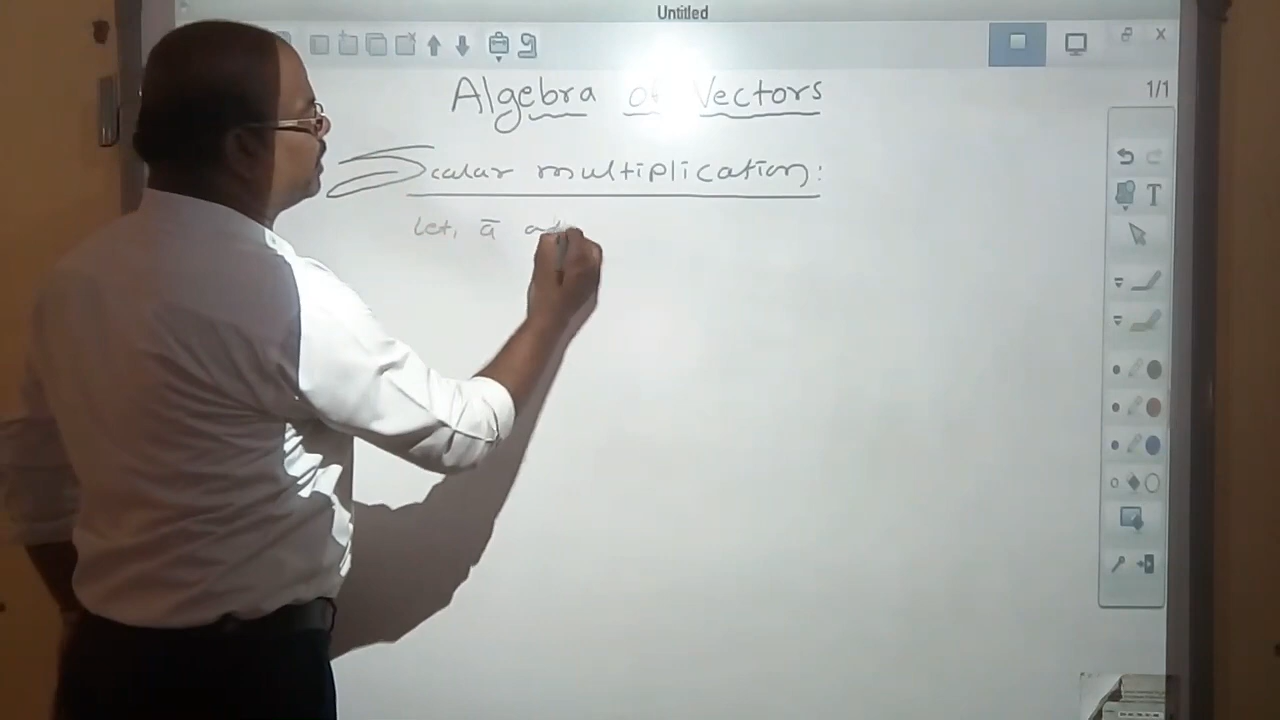 Untitled
Algebra of Vectors
1/1
Scalar multiplication:
T
let, ā